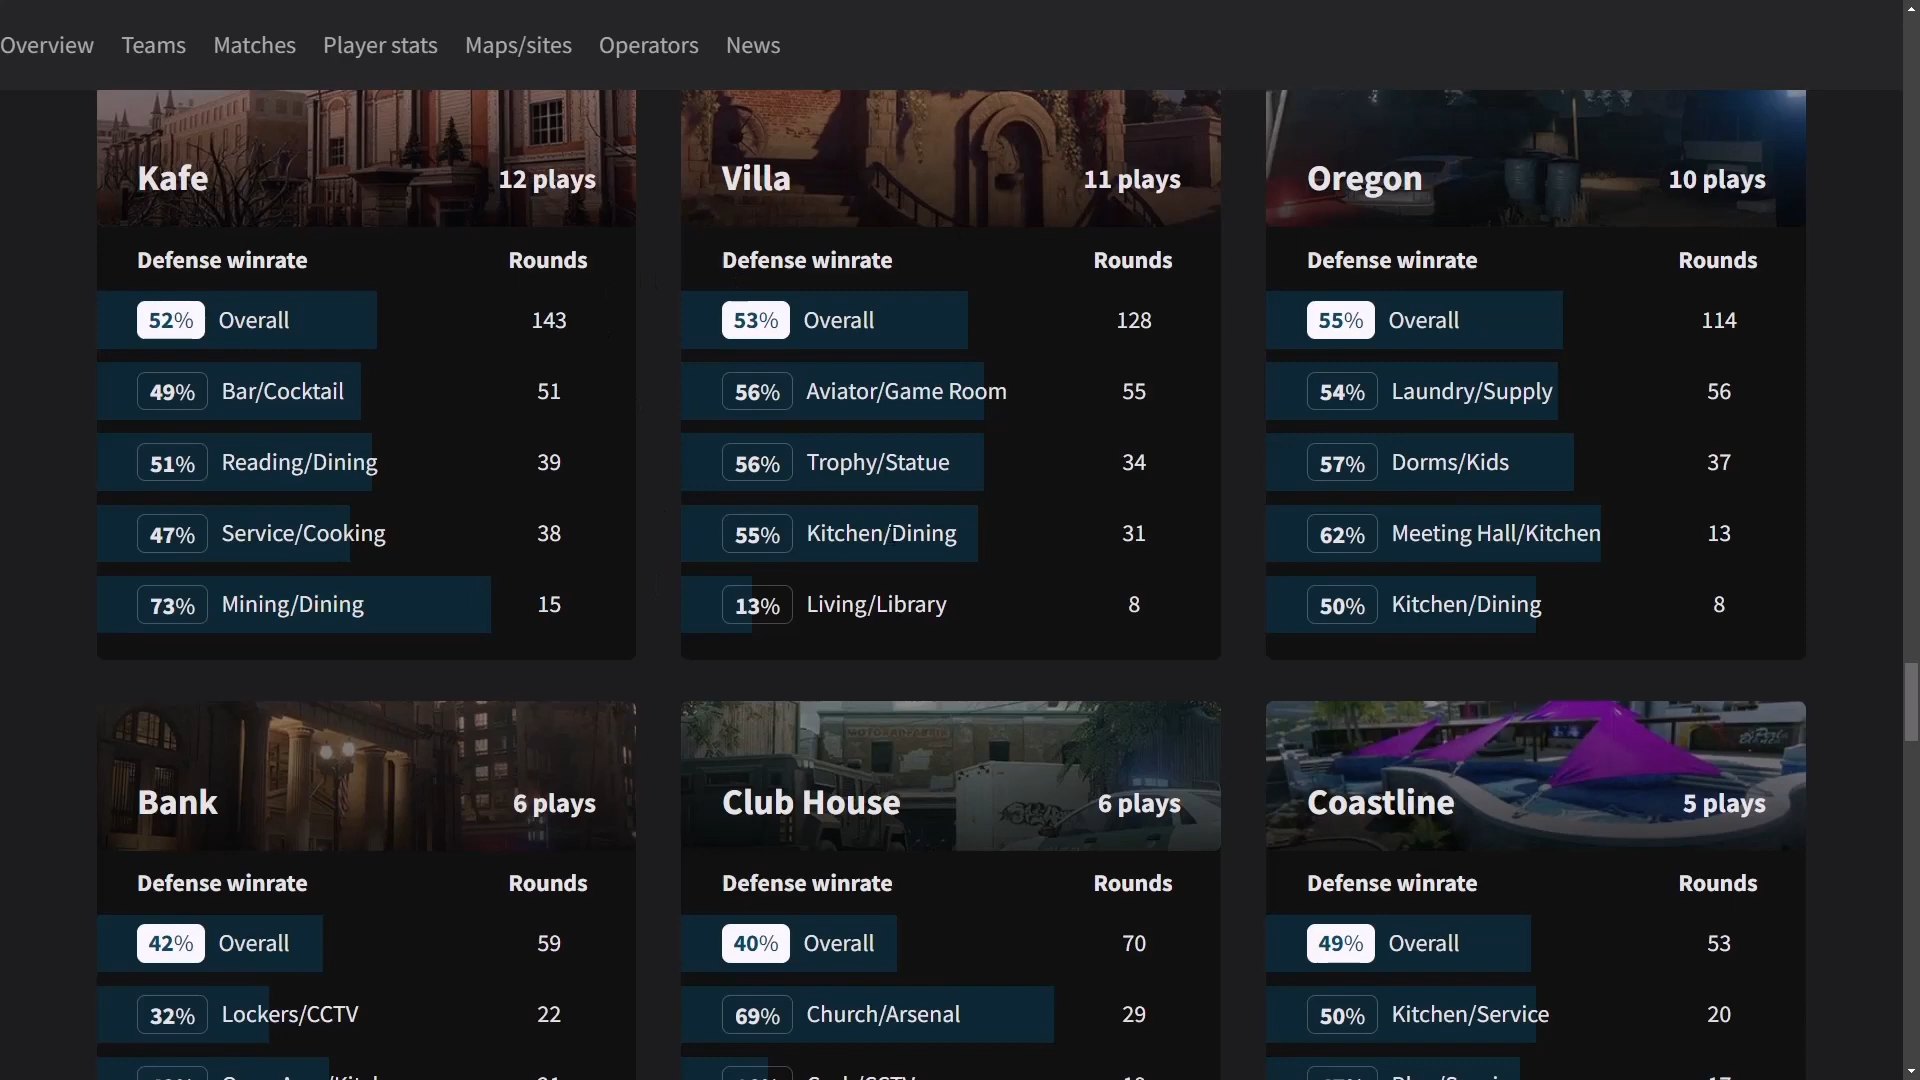 Overview Teams Matches Player stats Maps/sites Operators News
Kafe 12 plays
Defense winrate Rounds
52% Overall 143
49% Bar/Cocktail 51
51% Reading/Dining 39
47% Service/Cooking 38
73% Mining/Dining 15
Villa 11 plays
Defense winrate Rounds
53% Overall 128
56% Aviator/Game Room 55
56% Trophy/Statue 34
55% Kitchen/Dining 31
13% Living/Library 8
Oregon 10 plays
Defense winrate Rounds
55% Overall 114
54% Laundry/Supply 56
57% Dorms/Kids 37
62% Meeting Hall/Kitchen 13
50% Kitchen/Dining 8
Bank 6 plays
Defense winrate Rounds
42% Overall 59
32% Lockers/CCTV 22
Club House 6 plays
Defense winrate Rounds
40% Overall 70
69% Church/Arsenal 29
Coastline 5 plays
Defense winrate Rounds
49% Overall 53
50% Kitchen/Service 20